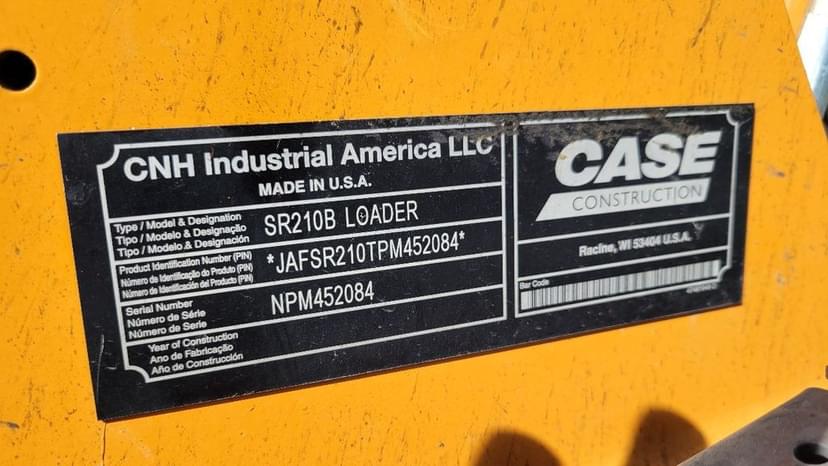 CNH Industrial America LLC
MADE IN U.S.A.
Type / Model & Designation
Tipo / Modelo & Designação
Tipo / Modelo & Designación
SR210B LOADER
Product Identification Number (PIN)
Número de Identificação do Produto (PIN)
Número de Identificación del Producto (PIN)
*JAFSR210TPM452084*
Serial Number
Número de Série
Número de Serie
NPM452084
Year of Construction
Ano de Fabricação
Año de Construcción
CASE
CONSTRUCTION
Racine, WI 53404 U.S.A.
Bar Code